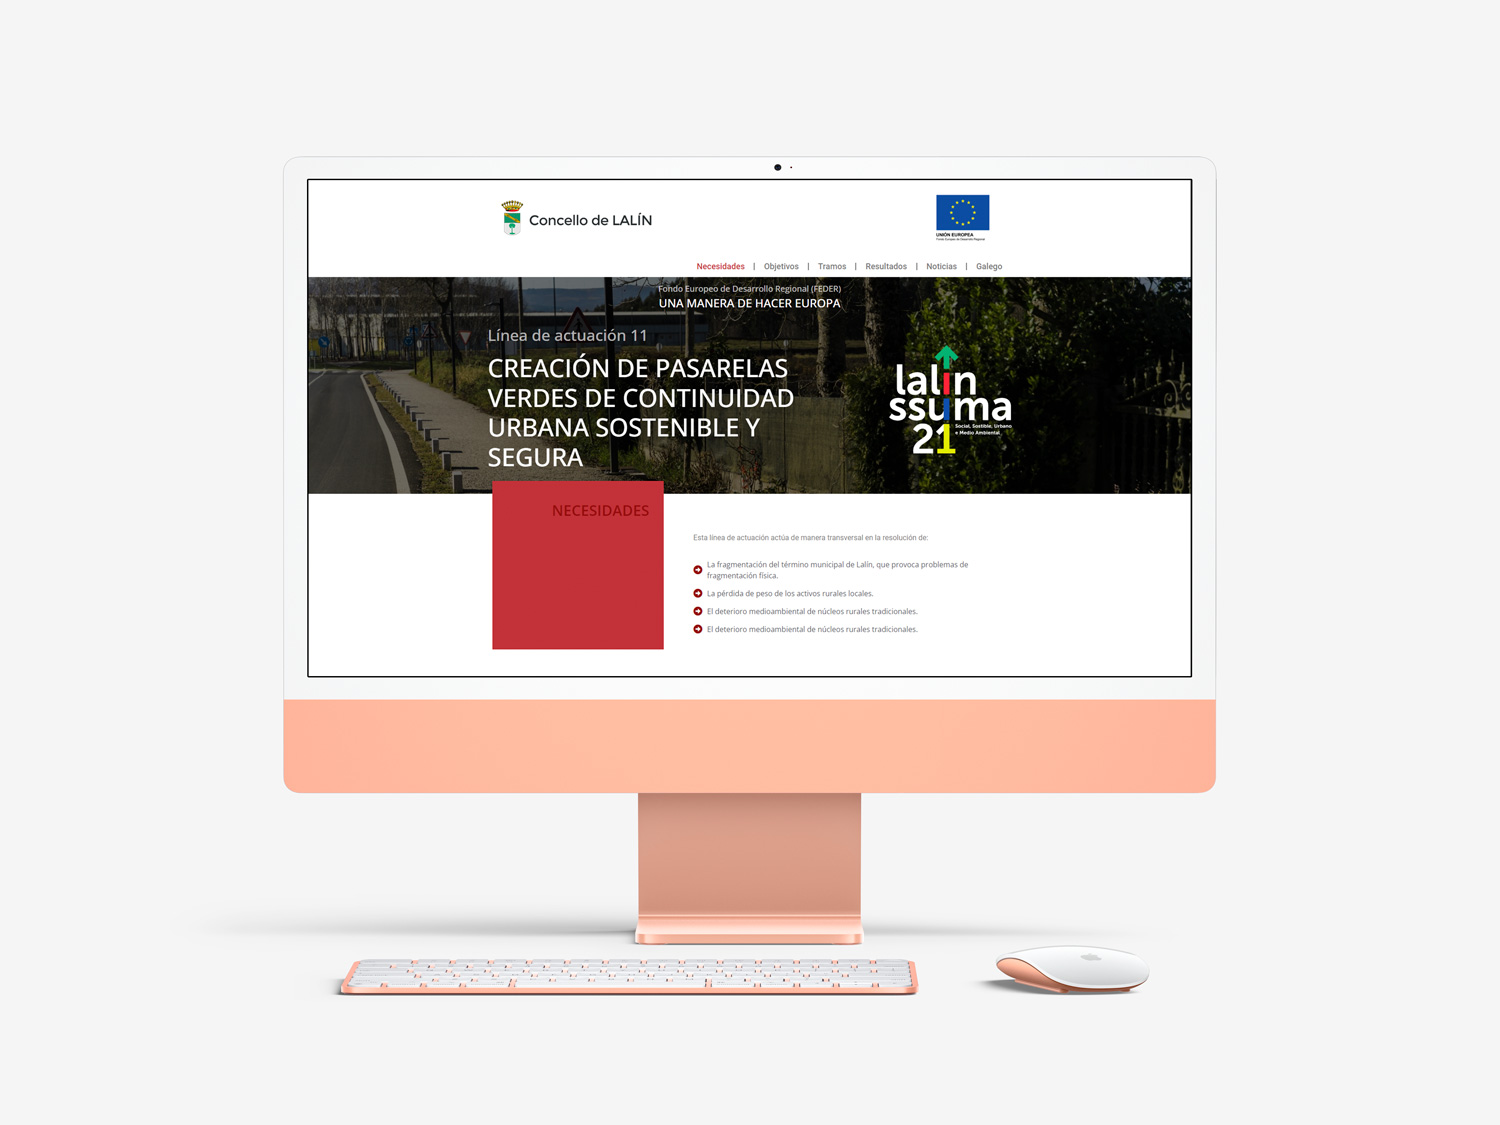 Concello de LALÍN
UNIÓN EUROPEA
Fondo Europeo de Desarrollo Regional
Necesidades | Objetivos | Tramos | Resultados | Noticias | Galego
Fondo Europeo de Desarrollo Regional (FEDER)
UNA MANERA DE HACER EUROPA
Línea de actuación 11
CREACIÓN DE PASARELAS
VERDES DE CONTINUIDAD
URBANA SOSTENIBLE Y
SEGURA
lalín
ssuma
21
Social, Sostible, Urbano
e Medio Ambiental
NECESIDADES
Esta línea de actuación actúa de manera transversal en la resolución de:
La fragmentación del término municipal de Lalín, que provoca problemas de
fragmentación física.
La pérdida de peso de los activos rurales locales.
El deterioro medioambiental de núcleos rurales tradicionales.
El deterioro medioambiental de núcleos rurales tradicionales.